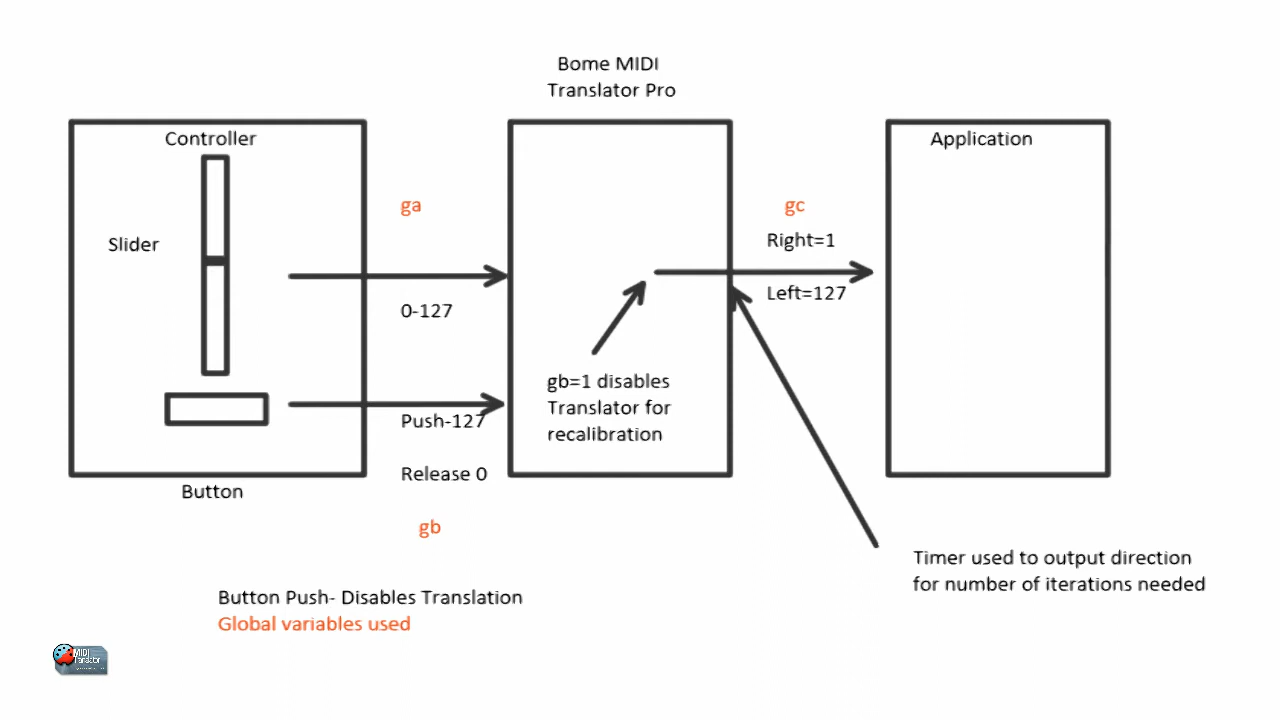 Bome MIDI
Translator Pro
Controller
Application
Slider
ga
gc
Right=1
Left=127
0-127
gb=1 disables
Translator for
recalibration
Push-127
Release 0
Button
gb
Timer used to output direction
for number of iterations needed
Button Push- Disables Translation
Global variables used
MIDI